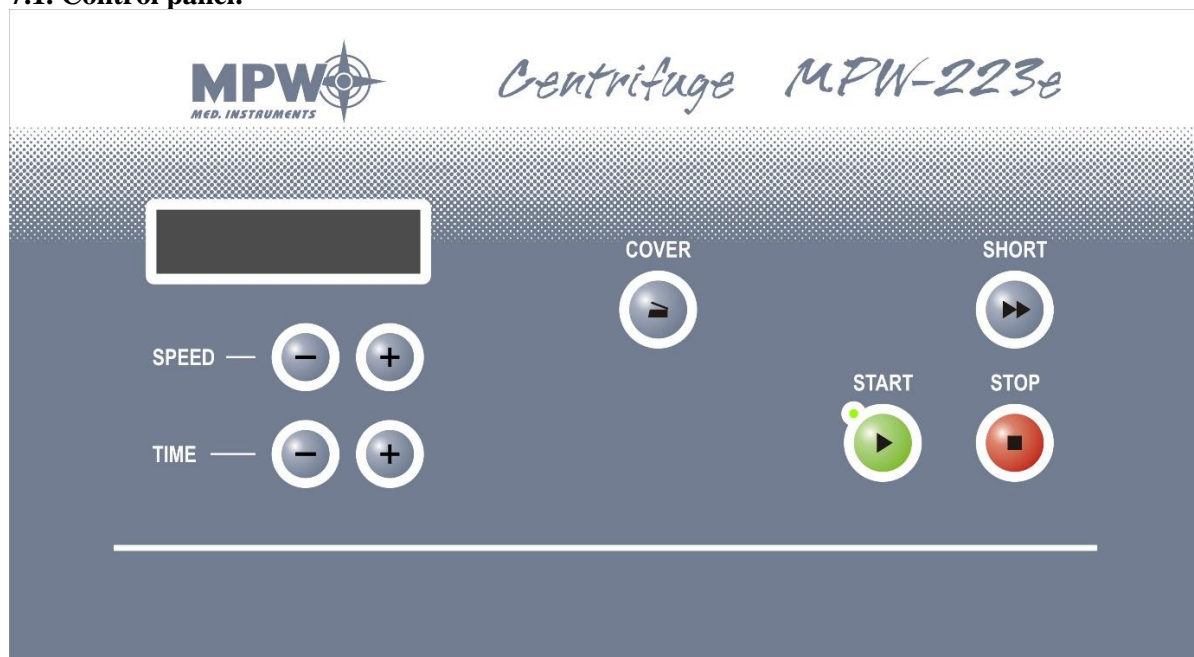 7.1. Control panel.
MPW
MED. INSTRUMENTS
Centrifuge MPW-223e
COVER
SHORT
SPEED
- +
START
STOP
TIME
- +